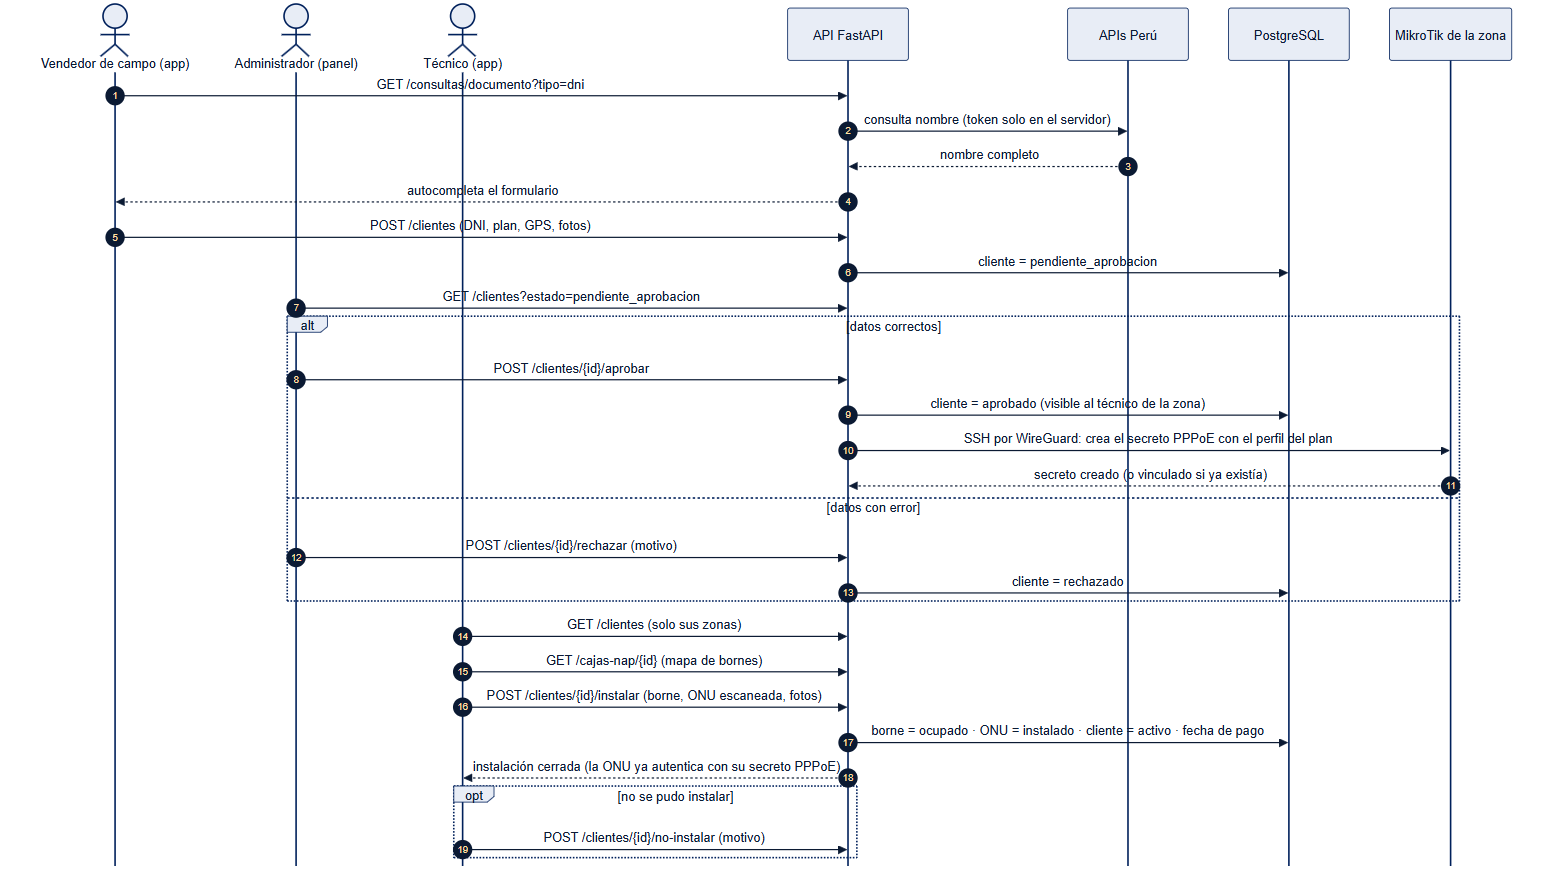 Vendedor de campo (app)
Administrador (panel)
Técnico (app)
API FastAPI
APIs Perú
PostgreSQL
MikroTik de la zona
1
GET /consultas/documento?tipo=dni
2
consulta nombre (token solo en el servidor)
nombre completo
3
autocompleta el formulario
4
5
POST /clientes (DNI, plan, GPS, fotos)
6
cliente = pendiente_aprobacion
7
GET /clientes?estado=pendiente_aprobacion
alt
[datos correctos]
8
POST /clientes/{id}/aprobar
9
cliente = aprobado (visible al técnico de la zona)
10
SSH por WireGuard: crea el secreto PPPoE con el perfil del plan
secreto creado (o vinculado si ya existía)
11
[datos con error]
12
POST /clientes/{id}/rechazar (motivo)
13
cliente = rechazado
14
GET /clientes (solo sus zonas)
15
GET /cajas-nap/{id} (mapa de bornes)
16
POST /clientes/{id}/instalar (borne, ONU escaneada, fotos)
17
borne = ocupado · ONU = instalado · cliente = activo · fecha de pago
instalación cerrada (la ONU ya autentica con su secreto PPPoE)
18
opt
[no se pudo instalar]
19
POST /clientes/{id}/no-instalar (motivo)